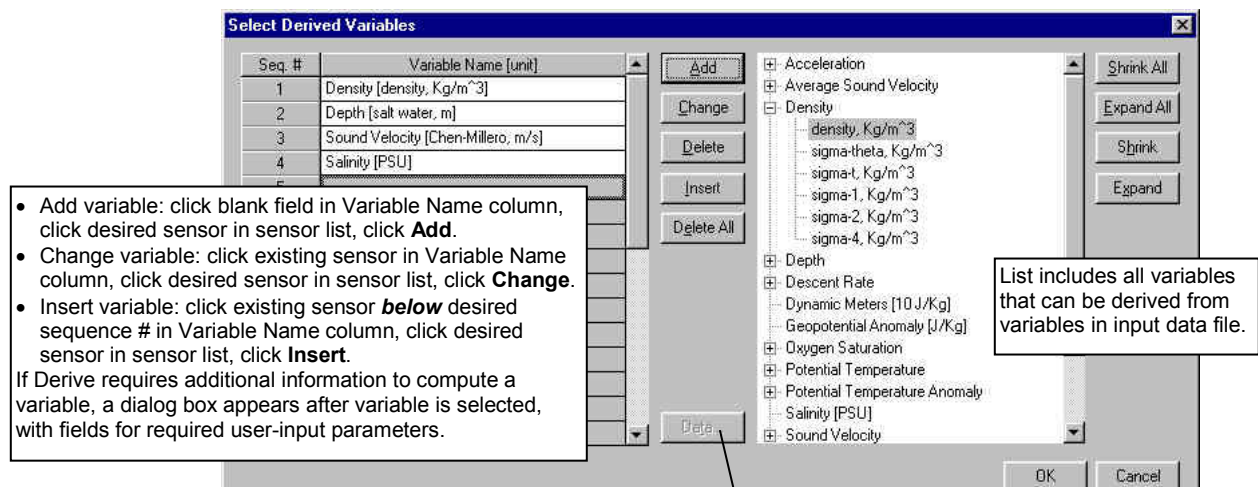 Select Derived Variables
Seq. # Variable Name [unit]
1 Density [density, Kg/m^3]
2 Depth [salt water, m]
3 Sound Velocity [Chen-Millero, m/s]
4 Salinity [PSU]
Add
Change
Delete
Insert
Delete All
Acceleration
Average Sound Velocity
Density
density, Kg/m^3
sigma-theta, Kg/m^3
sigma-t, Kg/m^3
sigma-1, Kg/m^3
sigma-2, Kg/m^3
sigma-4, Kg/m^3
Depth
Descent Rate
Dynamic Meters [10 J/Kg]
Geopotential Anomaly [J/Kg]
Oxygen Saturation
Potential Temperature
Potential Temperature Anomaly
Salinity [PSU]
Sound Velocity
Shrink All
Expand All
Shrink
Expand
• Add variable: click blank field in Variable Name column,
click desired sensor in sensor list, click Add.
• Change variable: click existing sensor in Variable Name
column, click desired sensor in sensor list, click Change.
• Insert variable: click existing sensor below desired
sequence # in Variable Name column, click desired
sensor in sensor list, click Insert.
If Derive requires additional information to compute a
variable, a dialog box appears after variable is selected,
with fields for required user-input parameters.
List includes all variables
that can be derived from
variables in input data file.
Data...
OK
Cancel